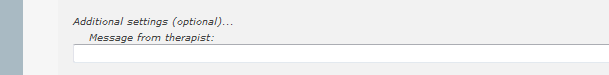 Additional settings (optional)...
Message from therapist: